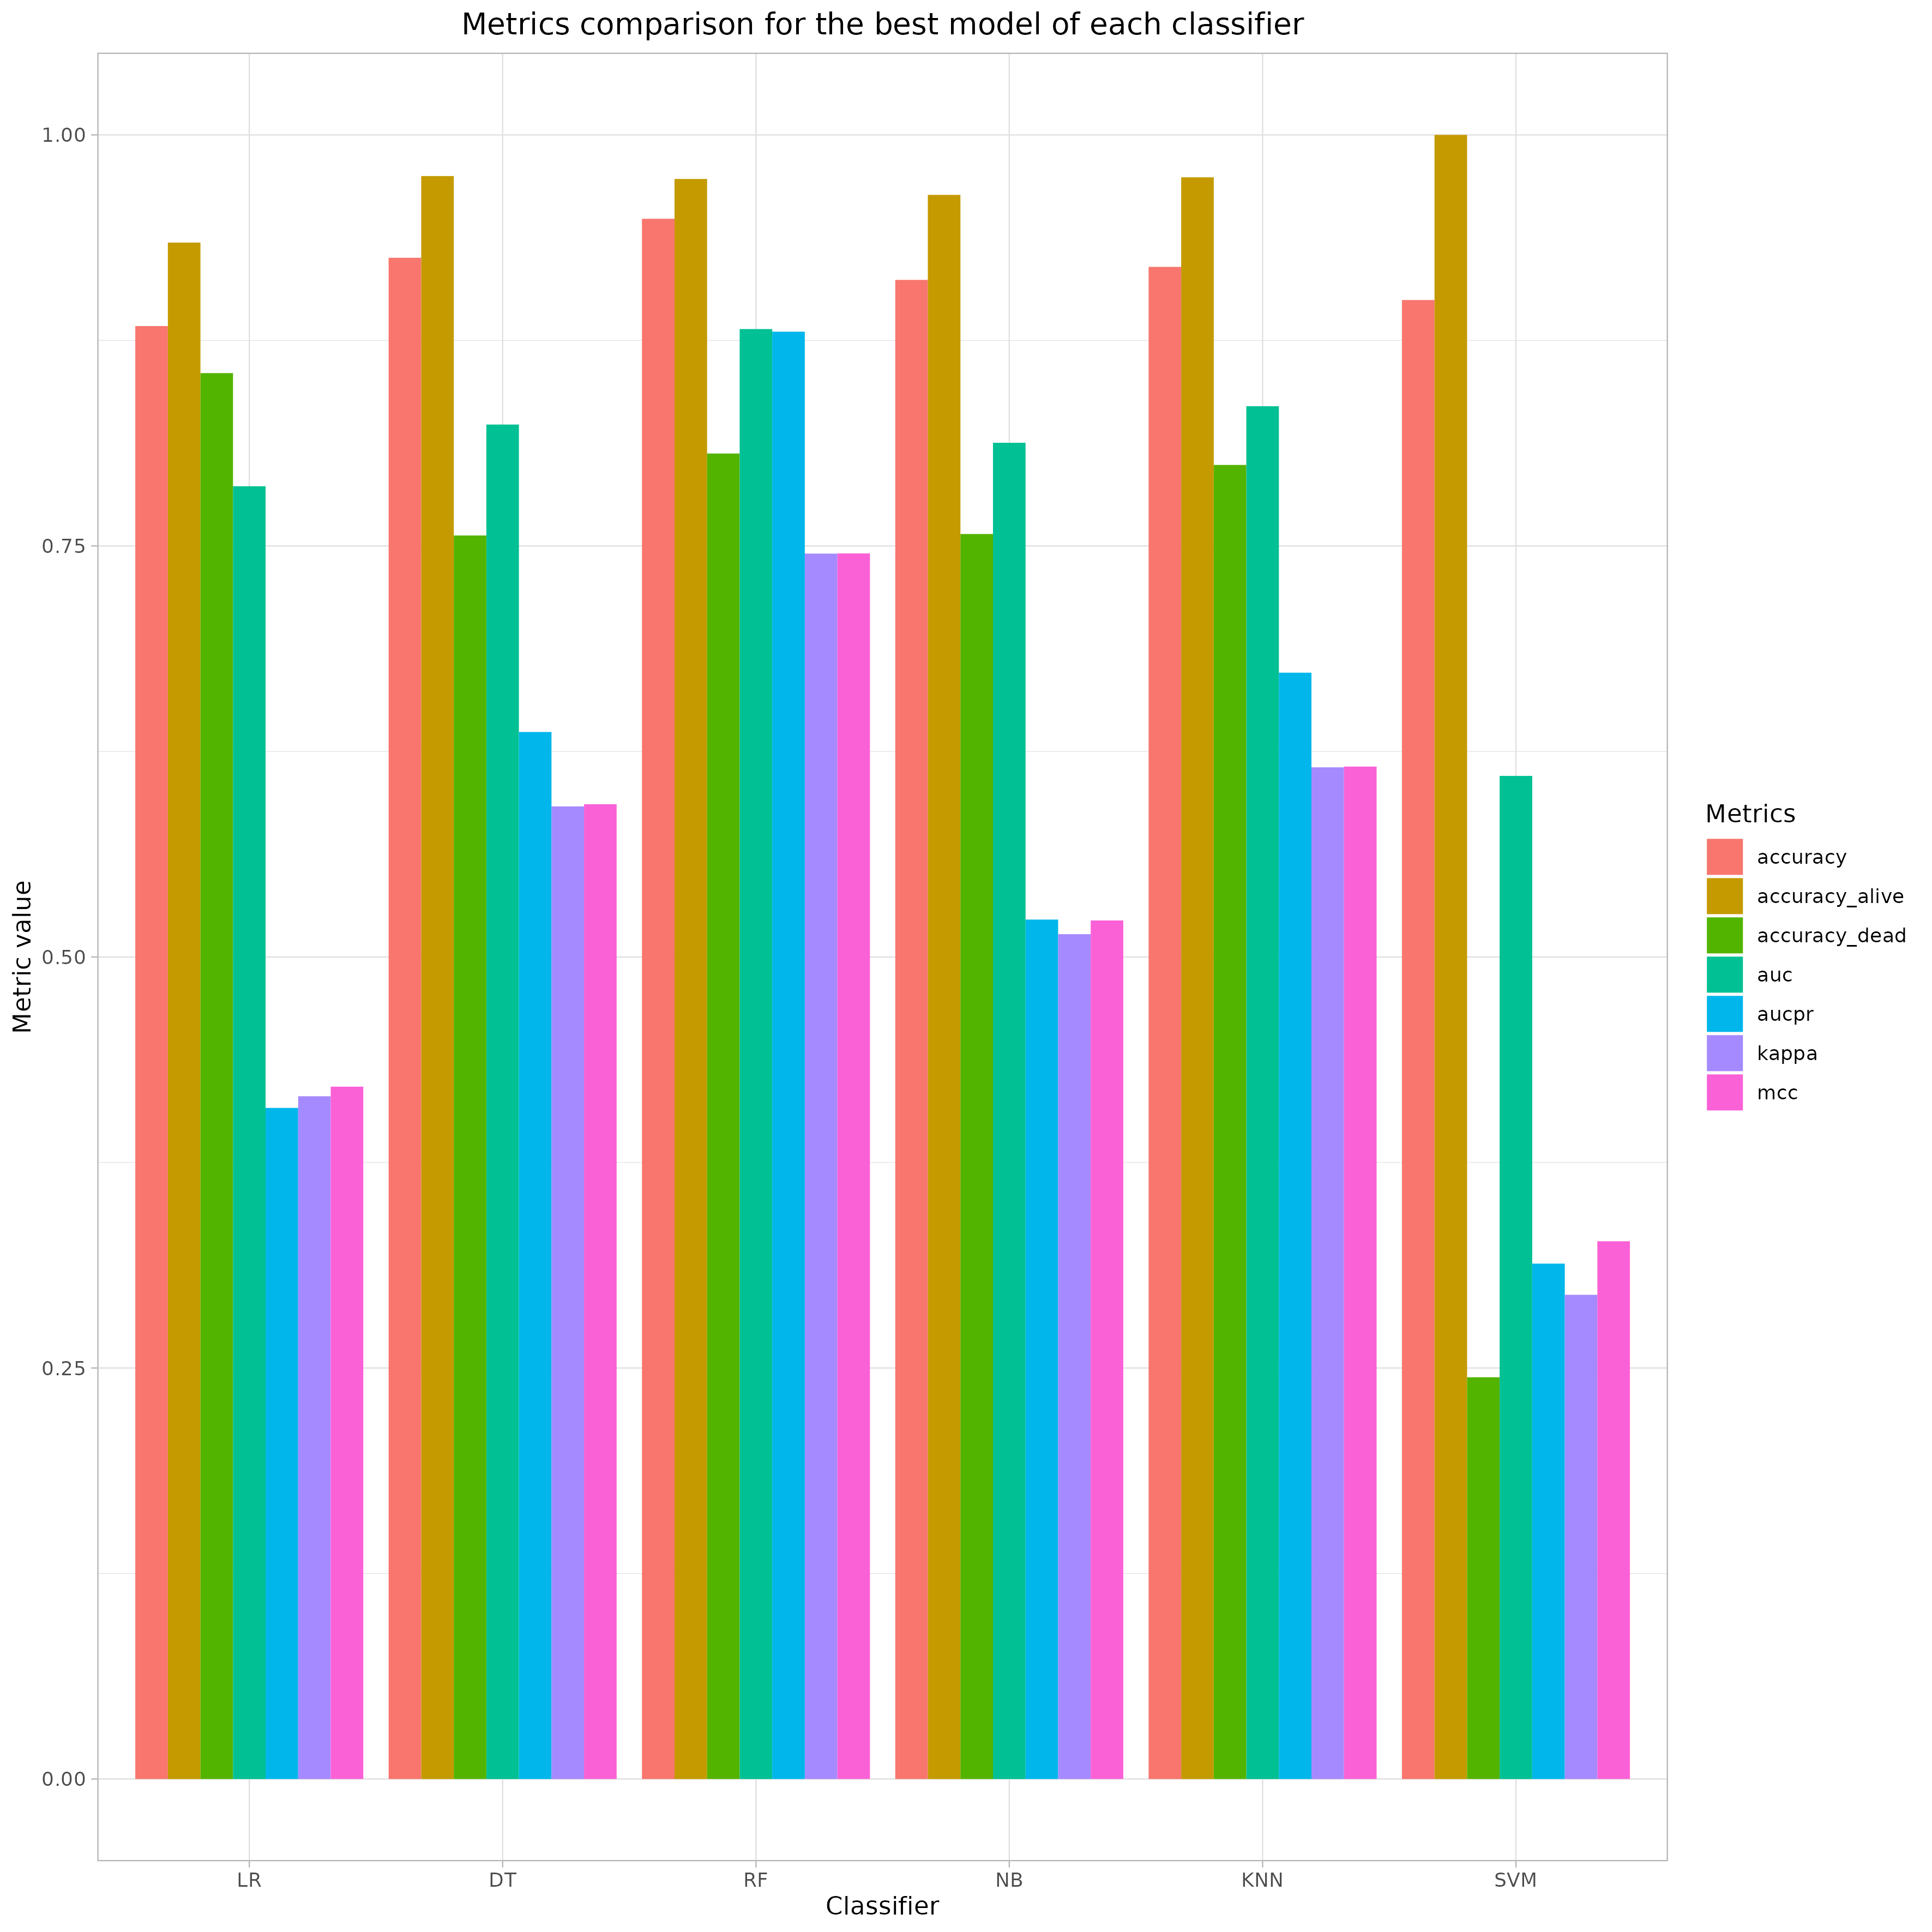 Metrics comparison for the best model of each classifier
1.00
0.75
0.50
0.25
0.00
Metric value
LR DT RF NB KNN SVM
Classifier
Metrics
accuracy
accuracy_alive
accuracy_dead
auc
aucpr
kappa
mcc